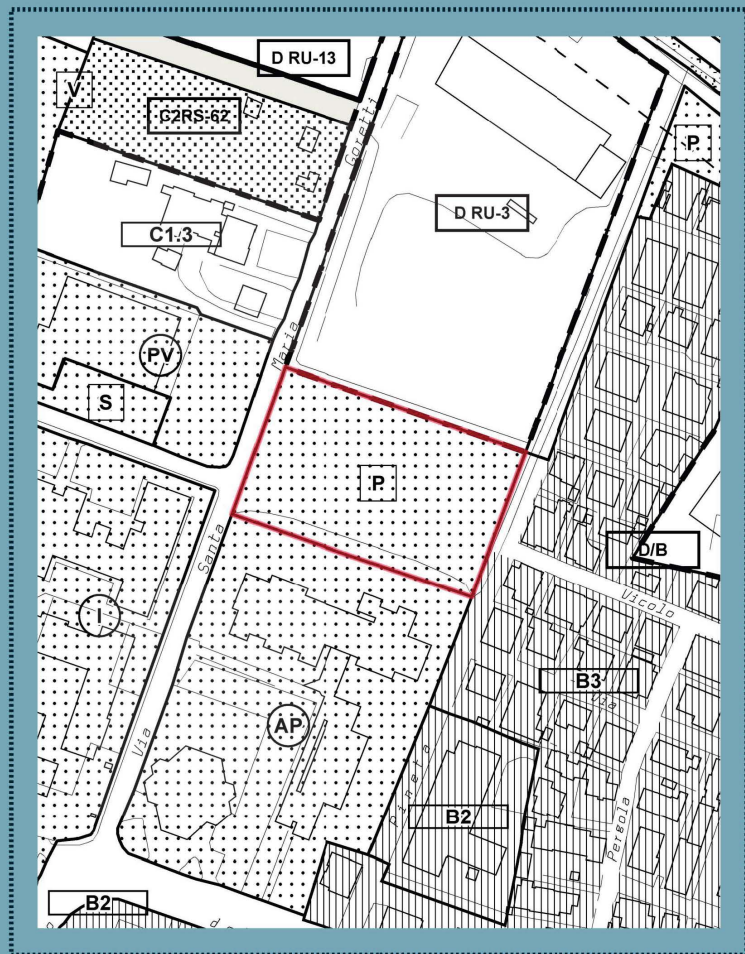 D RU-13
V
C2RS-62
Goretti
P
D RU-3
C1.3
Maria
PV
S
P
Santa
D/B
Vicolo
I
B3
Via
AP
Via
Pineta
B2
Pergola
B2
d